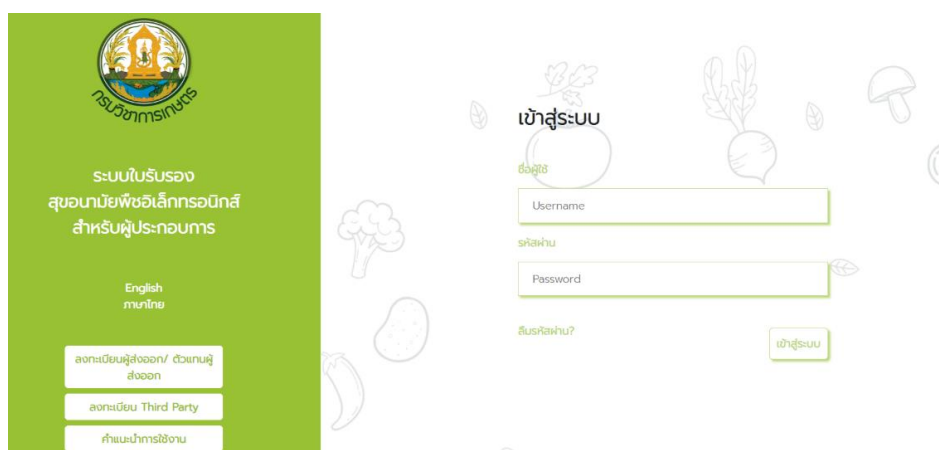 กรมวิชาการเกษตร
ระบบใบรับรอง
สุขอนามัยพืชอิเล็กทรอนิกส์
สำหรับผู้ประกอบการ
English
ภาษาไทย
ลงทะเบียนผู้ส่งออก/ ตัวแทนผู้
ส่งออก
ลงทะเบียน Third Party
คำแนะนำการใช้งาน
เข้าสู่ระบบ
ชื่อผู้ใช้
Username
รหัสผ่าน
Password
ลืมรหัสผ่าน?
เข้าสู่ระบบ